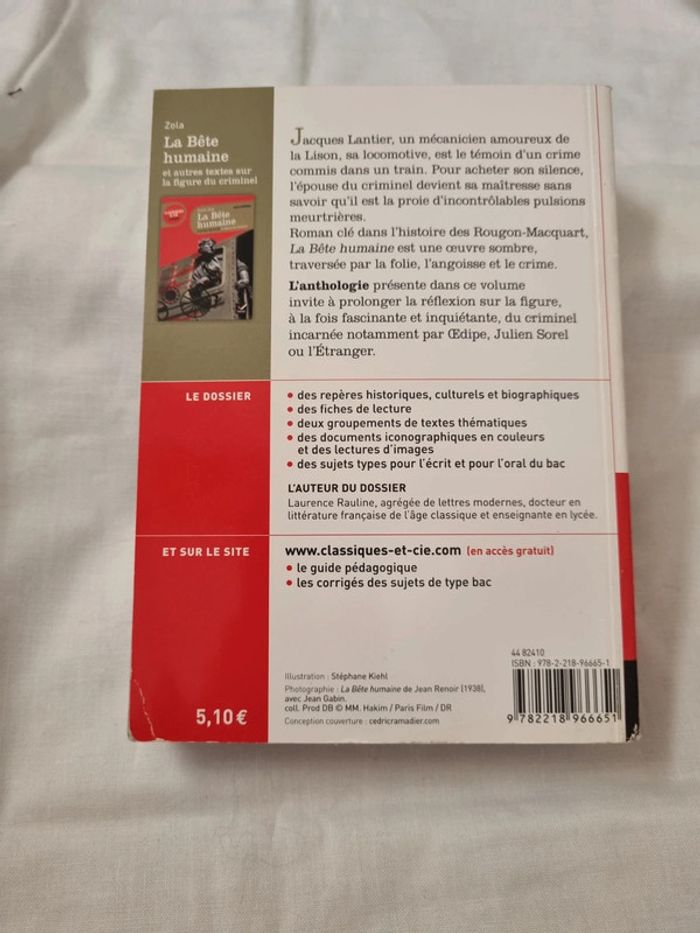 Zola
La Bête
humaine
et autres textes sur
la figure du criminel
La Bête
humaine
Jacques Lantier, un mécanicien amoureux de
la Lison, sa locomotive, est le témoin d'un crime
commis dans un train. Pour acheter son silence,
l'épouse du criminel devient sa maîtresse sans
savoir qu'il est la proie d'incontrôlables pulsions
meurtrières.
Roman clé dans l'histoire des Rougon-Macquart,
La Bête humaine est une œuvre sombre,
traversée par la folie, l'angoisse et le crime.
L'anthologie présente dans ce volume
invite à prolonger la réflexion sur la figure,
à la fois fascinante et inquiétante, du criminel
incarnée notamment par Œdipe, Julien Sorel
ou l'Étranger.
LE DOSSIER
• des repères historiques, culturels et biographiques
• des fiches de lecture
• deux groupements de textes thématiques
• des documents iconographiques en couleurs
et des lectures d'images
• des sujets types pour l'écrit et pour l'oral du bac
L'AUTEUR DU DOSSIER
Laurence Rauline, agrégée de lettres modernes, docteur en
littérature française de l'âge classique et enseignante en lycée.
ET SUR LE SITE
www.classiques-et-cie.com (en accès gratuit)
• le guide pédagogique
• les corrigés des sujets de type bac
44 82410
ISBN : 978-2-218-96665-1
Illustration : Stéphane Kiehl
Photographie : La Bête humaine de Jean Renoir (1938),
avec Jean Gabin.
coll. Prod DB © MM. Hakim / Paris Film / DR
Conception couverture : cedricramadier.com
5,10 €
9 782218 966651